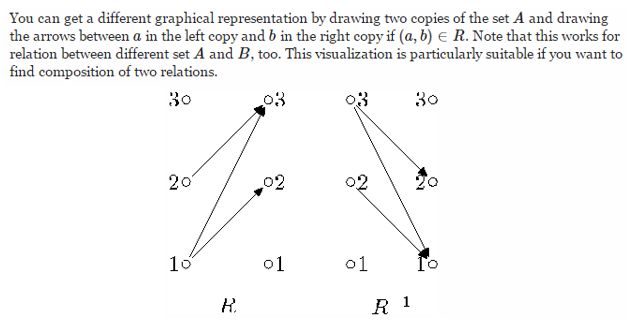 You can get a different graphical representation by drawing two copies of the set A and drawing
the arrows between a in the left copy and b in the right copy if (a, b) ∈ R. Note that this works for
relation between different set A and B, too. This visualization is particularly suitable if you want to
find composition of two relations.
3 3 3 3
2 2 2 2
1 1 1 1
R R 1